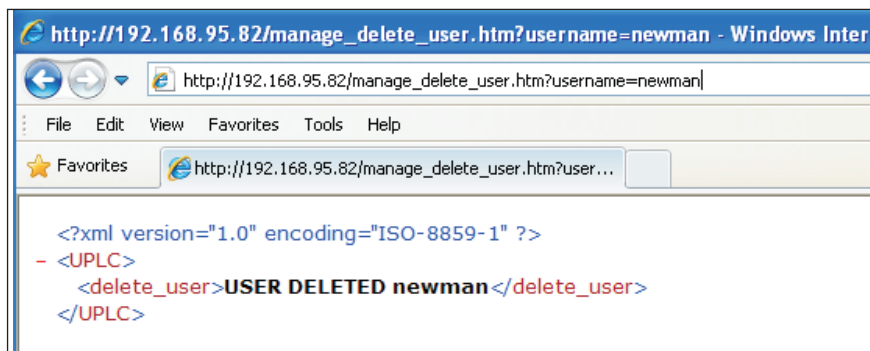 http://192.168.95.82/manage_delete_user.htm?username=newman - Windows Inter
http://192.168.95.82/manage_delete_user.htm?username=newman
File Edit View Favorites Tools Help
Favorites http://192.168.95.82/manage_delete_user.htm?user...
<?xml version="1.0" encoding="ISO-8859-1" ?>
- <UPLC>
<delete_user>USER DELETED newman</delete_user>
</UPLC>